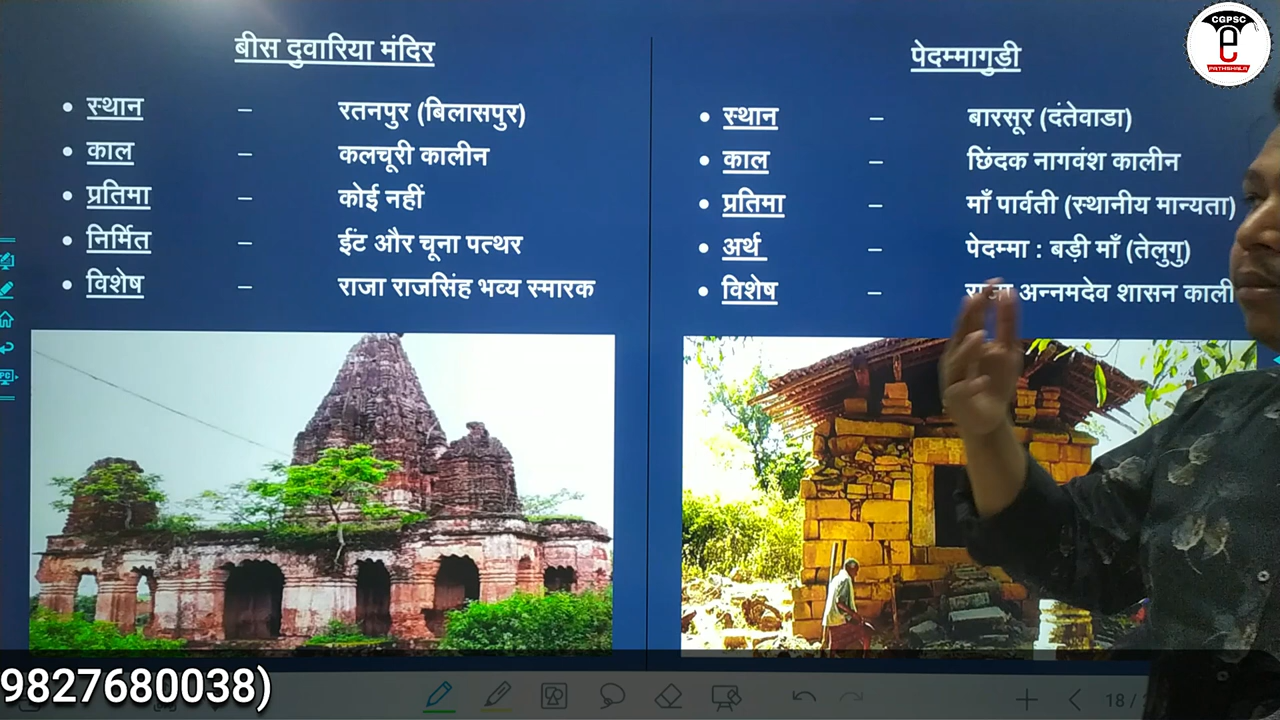 CGPSC
e
PATHSHALA
बीस दुवारिया मंदिर
• स्थान – रतनपुर (बिलासपुर)
• काल – कलचूरी कालीन
• प्रतिमा – कोई नहीं
• निर्मित – ईंट और चूना पत्थर
• विशेष – राजा राजसिंह भव्य स्मारक
पेदम्मागुडी
• स्थान – बारसूर (दंतेवाडा)
• काल – छिंदक नागवंश कालीन
• प्रतिमा – माँ पार्वती (स्थानीय मान्यता)
• अर्थ – पेदम्मा : बड़ी माँ (तेलुगु)
• विशेष – राजा अन्नमदेव शासन
PC
9827680038)
18 /